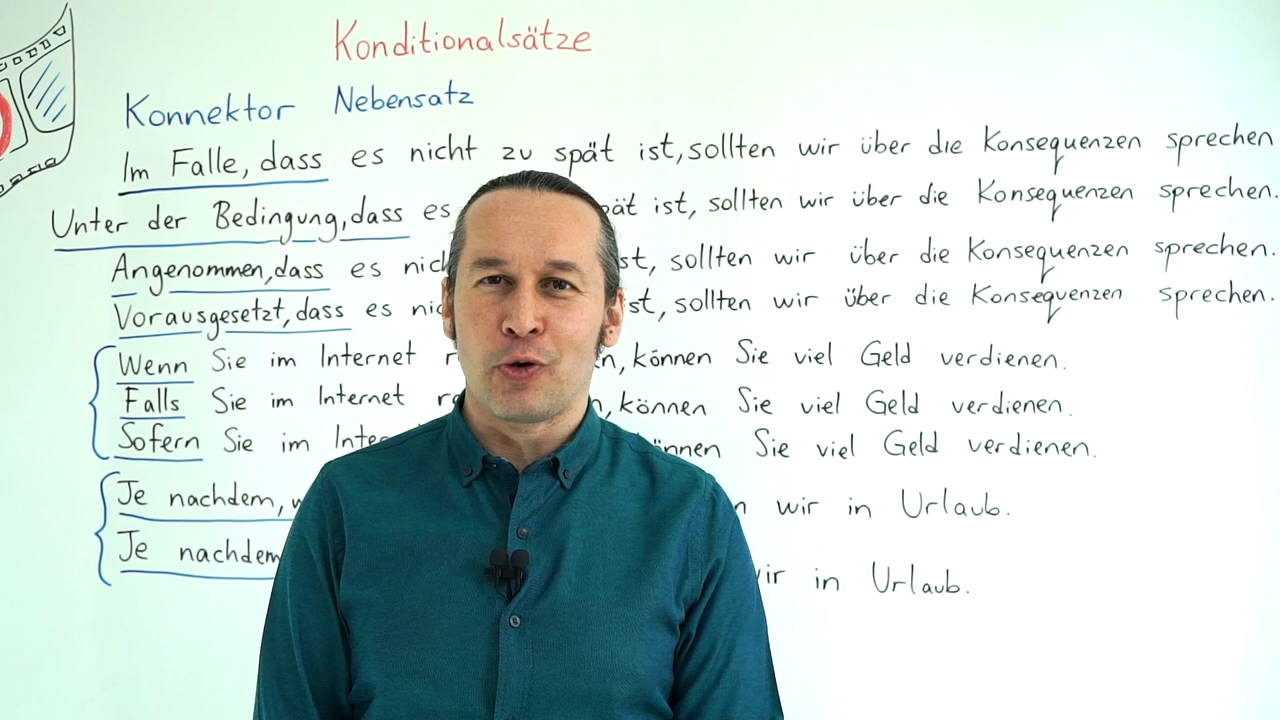 Konditionalsätze
Konnektor Nebensatz
Im Falle, dass es nicht zu spät ist, sollten wir über die Konsequenzen sprechen
Unter der Bedingung, dass es ist, sollten wir über die Konsequenzen sprechen.
Angenommen, dass es sollten wir über die Konsequenzen sprechen.
Vorausgesetzt, dass es sollten wir über die Konsequenzen sprechen.
Wenn Sie im Internet können Sie viel Geld verdienen.
Falls Sie im Internet können Sie viel Geld verdienen.
Sofern Sie im Sie viel Geld verdienen.
Je nachdem, wir in Urlaub.
Je nachdem in Urlaub.